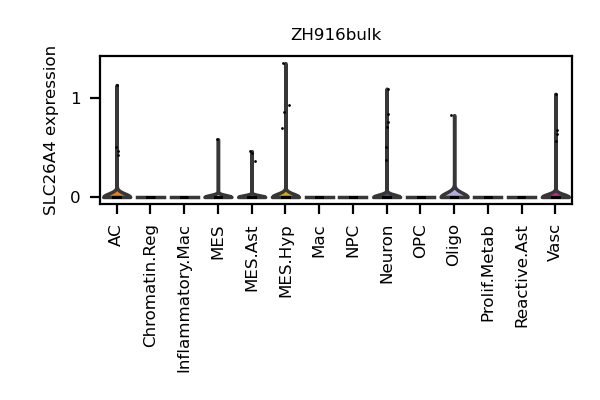 ZH916bulk
SLC26A4 expression
1
0
AC
Chromatin.Reg
Inflammatory.Mac
MES
MES.Ast
MES.Hyp
Mac
NPC
Neuron
OPC
Oligo
Prolif.Metab
Reactive.Ast
Vasc